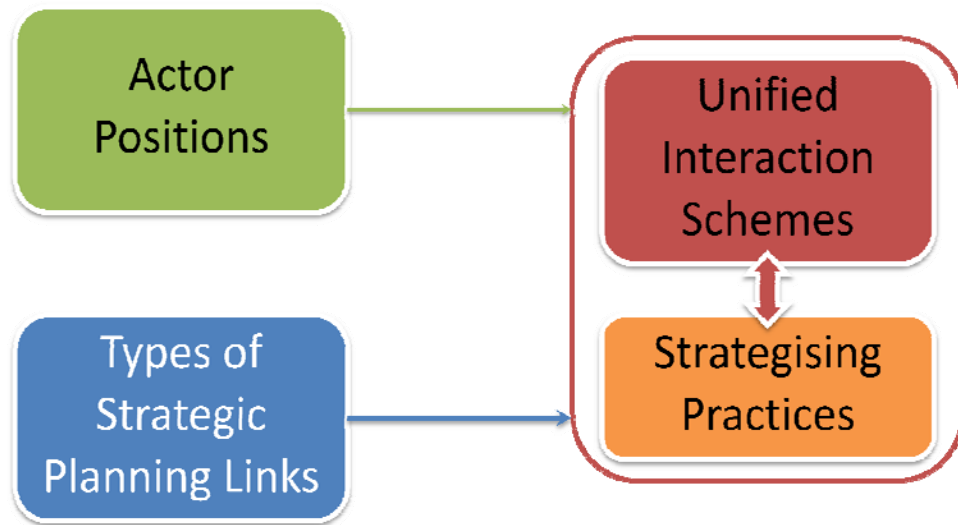 Actor
Positions
Types of
Strategic
Planning Links
Unified
Interaction
Schemes
Strategising
Practices